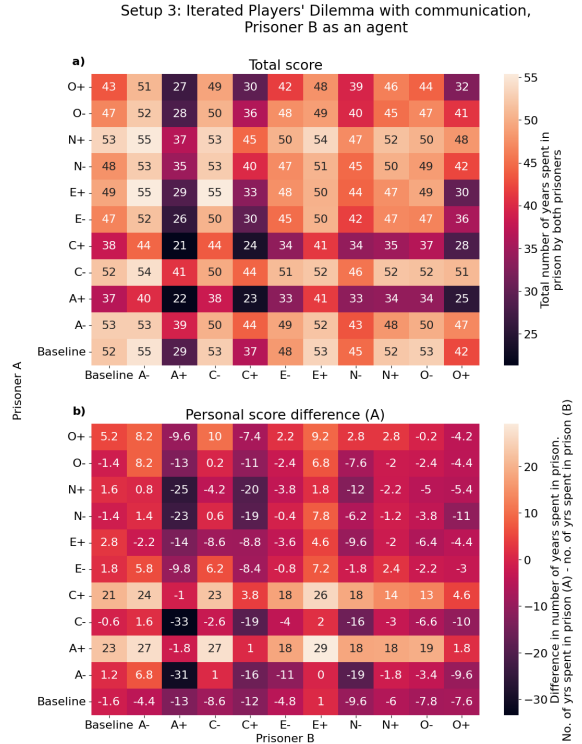 Setup 3: Iterated Players' Dilemma with communication,
Prisoner B as an agent
a)
Total score
O+ 43 51 27 49 30 42 48 39 46 44 32
O- 47 52 28 50 36 48 49 40 45 47 41
N+ 53 55 37 53 45 50 54 47 52 50 48
N- 48 53 35 53 40 47 51 45 50 49 42
E+ 49 55 29 55 33 48 50 44 47 49 30
E- 47 52 26 50 30 45 50 42 47 47 36
C+ 38 44 21 44 24 34 41 34 35 37 28
C- 52 54 41 50 44 51 52 46 52 52 51
A+ 37 40 22 38 23 33 41 33 34 34 25
A- 53 53 39 50 44 49 52 43 48 50 47
Baseline 52 55 29 53 37 48 53 45 52 53 42
Baseline A- A+ C- C+ E- E+ N- N+ O- O+
55
50
45
40
35
30
25
Total number of years spent in
prison by both prisoners
Prisoner A
b)
Personal score difference (A)
O+ 5.2 8.2 -9.6 10 -7.4 2.2 9.2 2.8 2.8 -0.2 -4.2
O- -1.4 8.2 -13 0.2 -11 -2.4 6.8 -7.6 -2 -2.4 -4.4
N+ 1.6 0.8 -25 -4.2 -20 -3.8 1.8 -12 -2.2 -5 -5.4
N- -1.4 1.4 -23 0.6 -19 -0.4 7.8 -6.2 -1.2 -3.8 -11
E+ 2.8 -2.2 -14 -8.6 -8.8 -3.6 4.6 -9.6 -2 -6.4 -4.4
E- 1.8 5.8 -9.8 6.2 -8.4 -0.8 7.2 -1.8 2.4 -2.2 -3
C+ 21 24 -1 23 3.8 18 26 18 14 13 4.6
C- -0.6 1.6 -33 -2.6 -19 -4 2 -16 -3 -6.6 -10
A+ 23 27 -1.8 27 1 18 29 18 18 19 1.8
A- 1.2 6.8 -31 1 -16 -11 0 -19 -1.8 -3.4 -9.6
Baseline -1.6 -4.4 -13 -8.6 -12 -4.8 1 -9.6 -6 -7.8 -7.6
Baseline A- A+ C- C+ E- E+ N- N+ O- O+
Prisoner B
20
10
0
−10
−20
−30
Difference in number of years spent in prison.
No. of yrs spent in prison (A) - no. of yrs spent in prison (B)